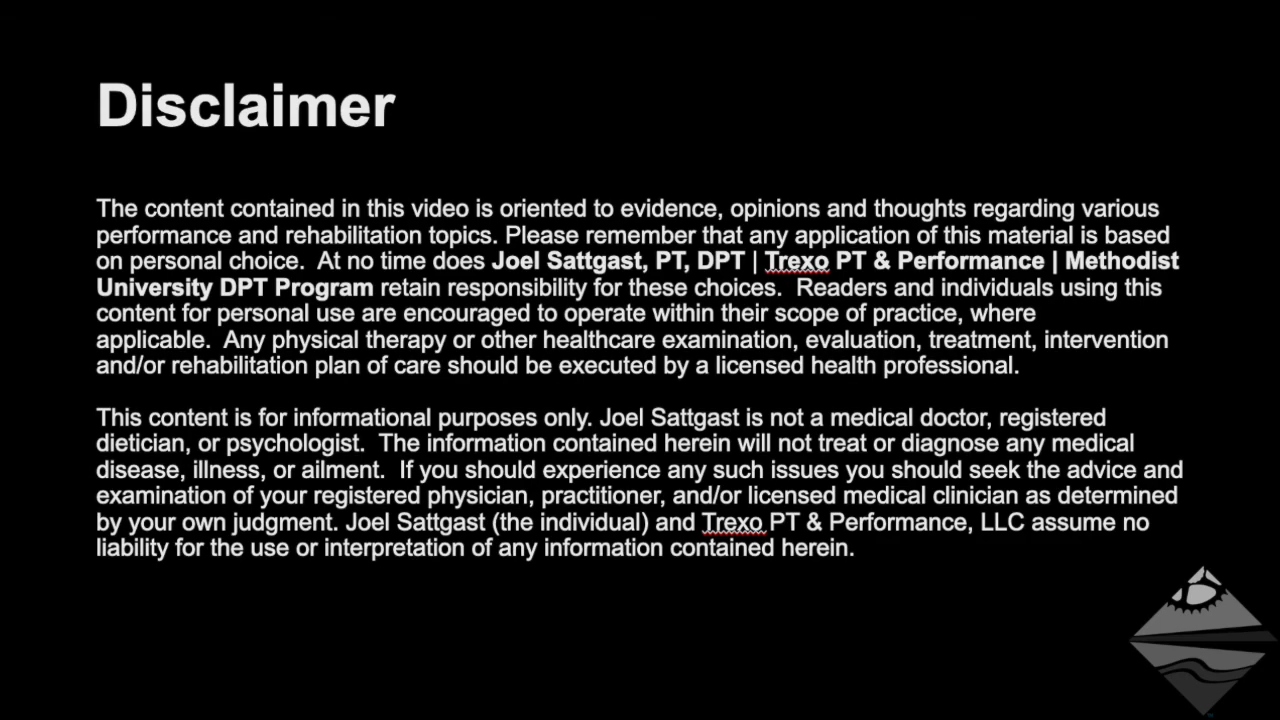 Disclaimer
The content contained in this video is oriented to evidence, opinions and thoughts regarding various
performance and rehabilitation topics. Please remember that any application of this material is based
on personal choice.  At no time does Joel Sattgast, PT, DPT | Trexo PT & Performance | Methodist
University DPT Program retain responsibility for these choices.  Readers and individuals using this
content for personal use are encouraged to operate within their scope of practice, where
applicable.  Any physical therapy or other healthcare examination, evaluation, treatment, intervention
and/or rehabilitation plan of care should be executed by a licensed health professional.
This content is for informational purposes only. Joel Sattgast is not a medical doctor, registered
dietician, or psychologist.  The information contained herein will not treat or diagnose any medical
disease, illness, or ailment.  If you should experience any such issues you should seek the advice and
examination of your registered physician, practitioner, and/or licensed medical clinician as determined
by your own judgment. Joel Sattgast (the individual) and Trexo PT & Performance, LLC assume no
liability for the use or interpretation of any information contained herein.